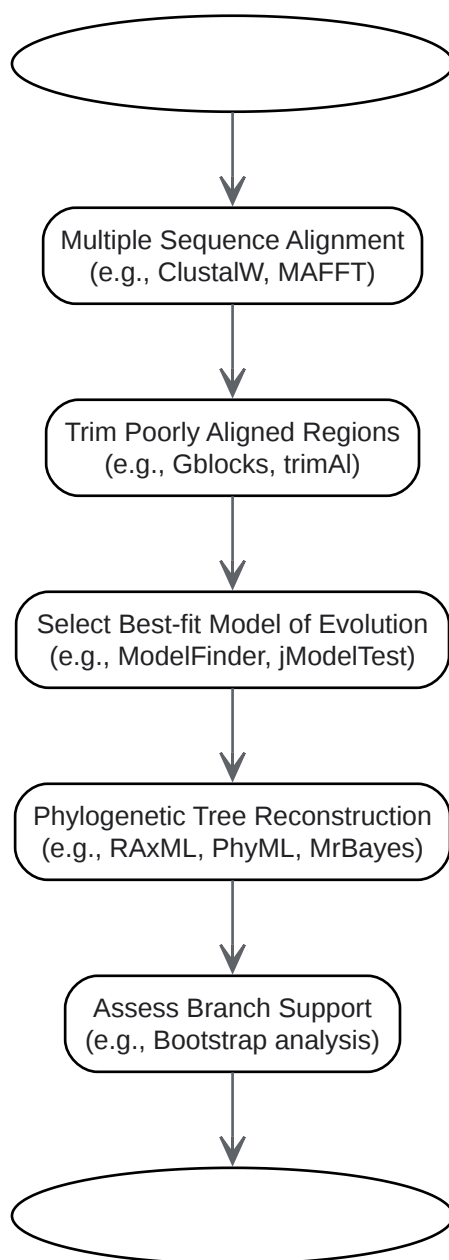 Multiple Sequence Alignment
(e.g., ClustalW, MAFFT)
Trim Poorly Aligned Regions
(e.g., Gblocks, trimAl)
Select Best-fit Model of Evolution
(e.g., ModelFinder, jModelTest)
Phylogenetic Tree Reconstruction
(e.g., RAxML, PhyML, MrBayes)
Assess Branch Support
(e.g., Bootstrap analysis)